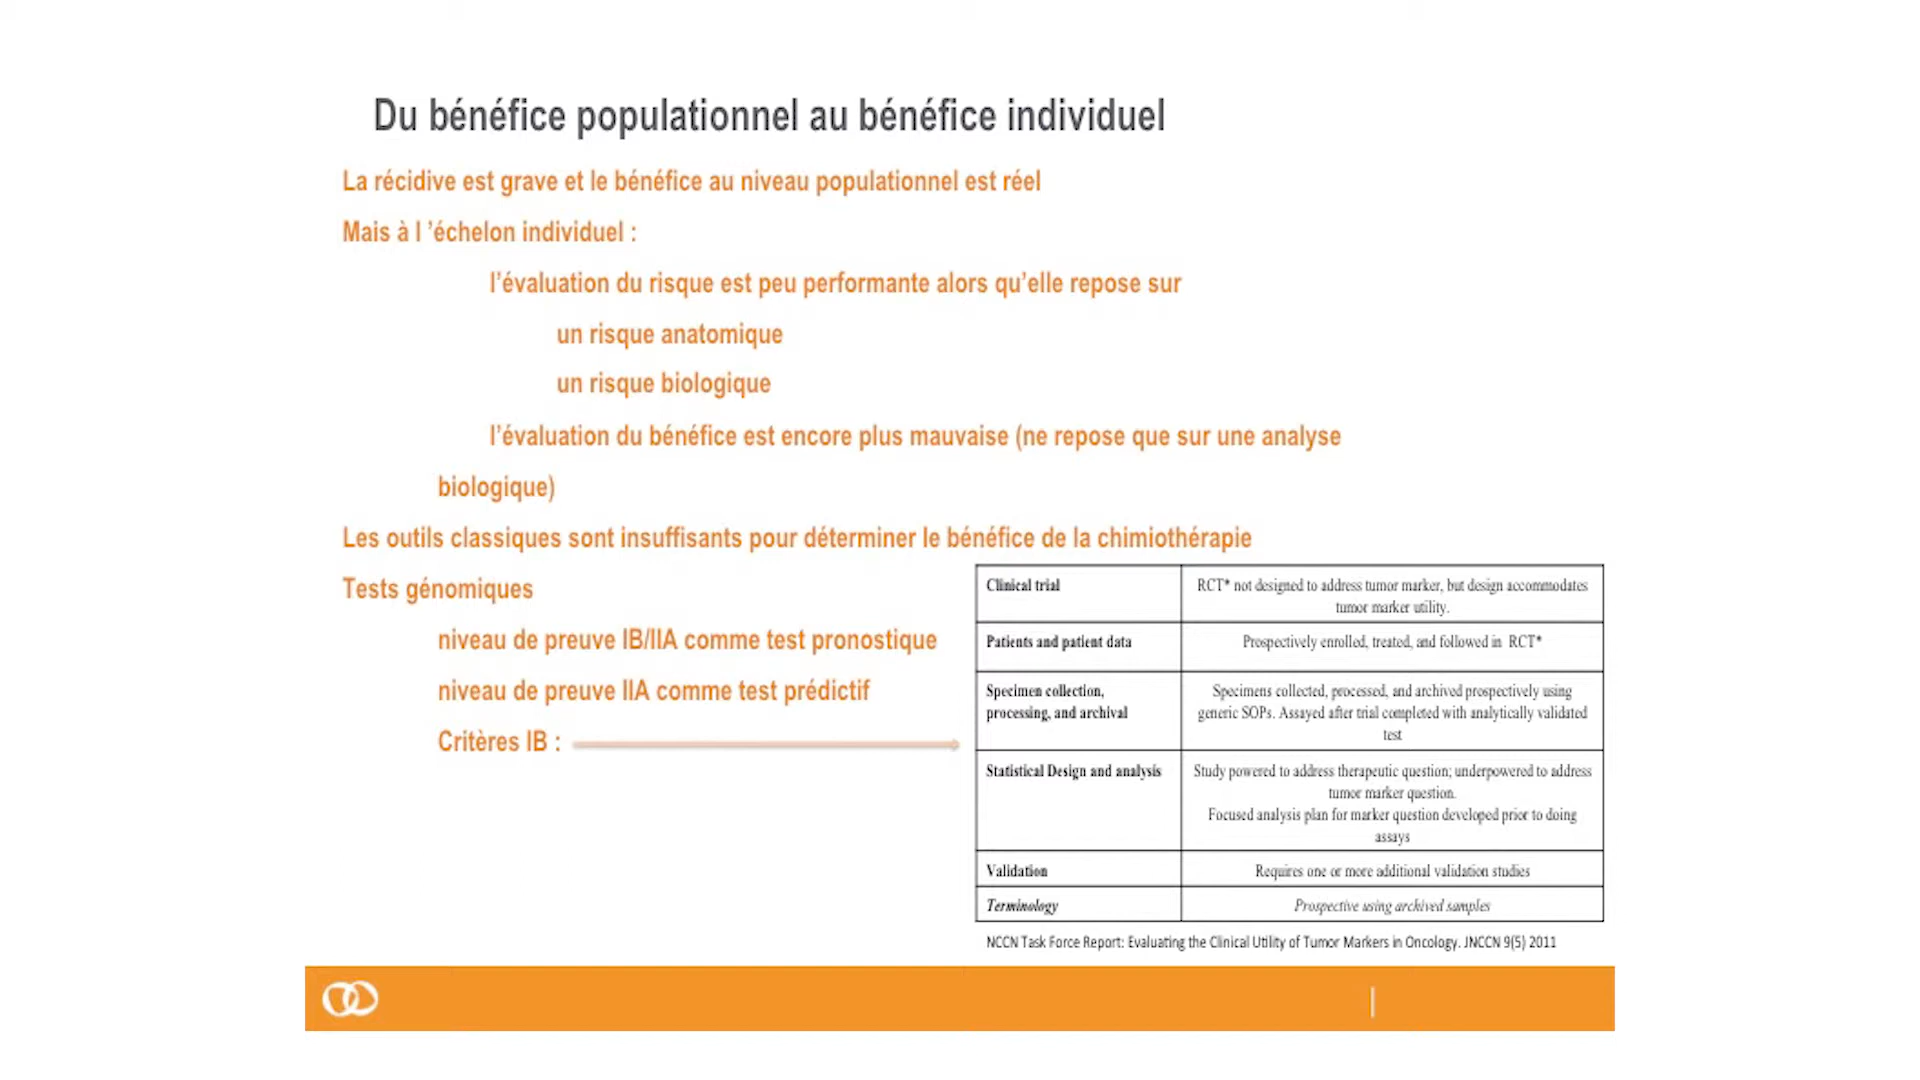 Du bénéfice populationnel au bénéfice individuel
La récidive est grave et le bénéfice au niveau populationnel est réel
Mais à l ’échelon individuel :
l’évaluation du risque est peu performante alors qu’elle repose sur
un risque anatomique
un risque biologique
l’évaluation du bénéfice est encore plus mauvaise (ne repose que sur une analyse
biologique)
Les outils classiques sont insuffisants pour déterminer le bénéfice de la chimiothérapie
Tests génomiques
niveau de preuve IB/IIA comme test pronostique
niveau de preuve IIA comme test prédictif
Critères IB :
Clinical trial
RCT* not designed to address tumor marker, but design accommodates
tumor marker utility.
Patients and patient data
Prospectively enrolled, treated, and followed in RCT*
Specimen collection,
processing, and archival
Specimens collected, processed, and archived prospectively using
generic SOPs. Assayed after trial completed with analytically validated
test
Statistical Design and analysis
Study powered to address therapeutic question; underpowered to address
tumor marker question.
Focused analysis plan for marker question developed prior to doing
assays
Validation
Requires one or more additional validation studies
Terminology
Prospective using archived samples
NCCN Task Force Report: Evaluating the Clinical Utility of Tumor Markers in Oncology. JNCCN 9(5) 2011